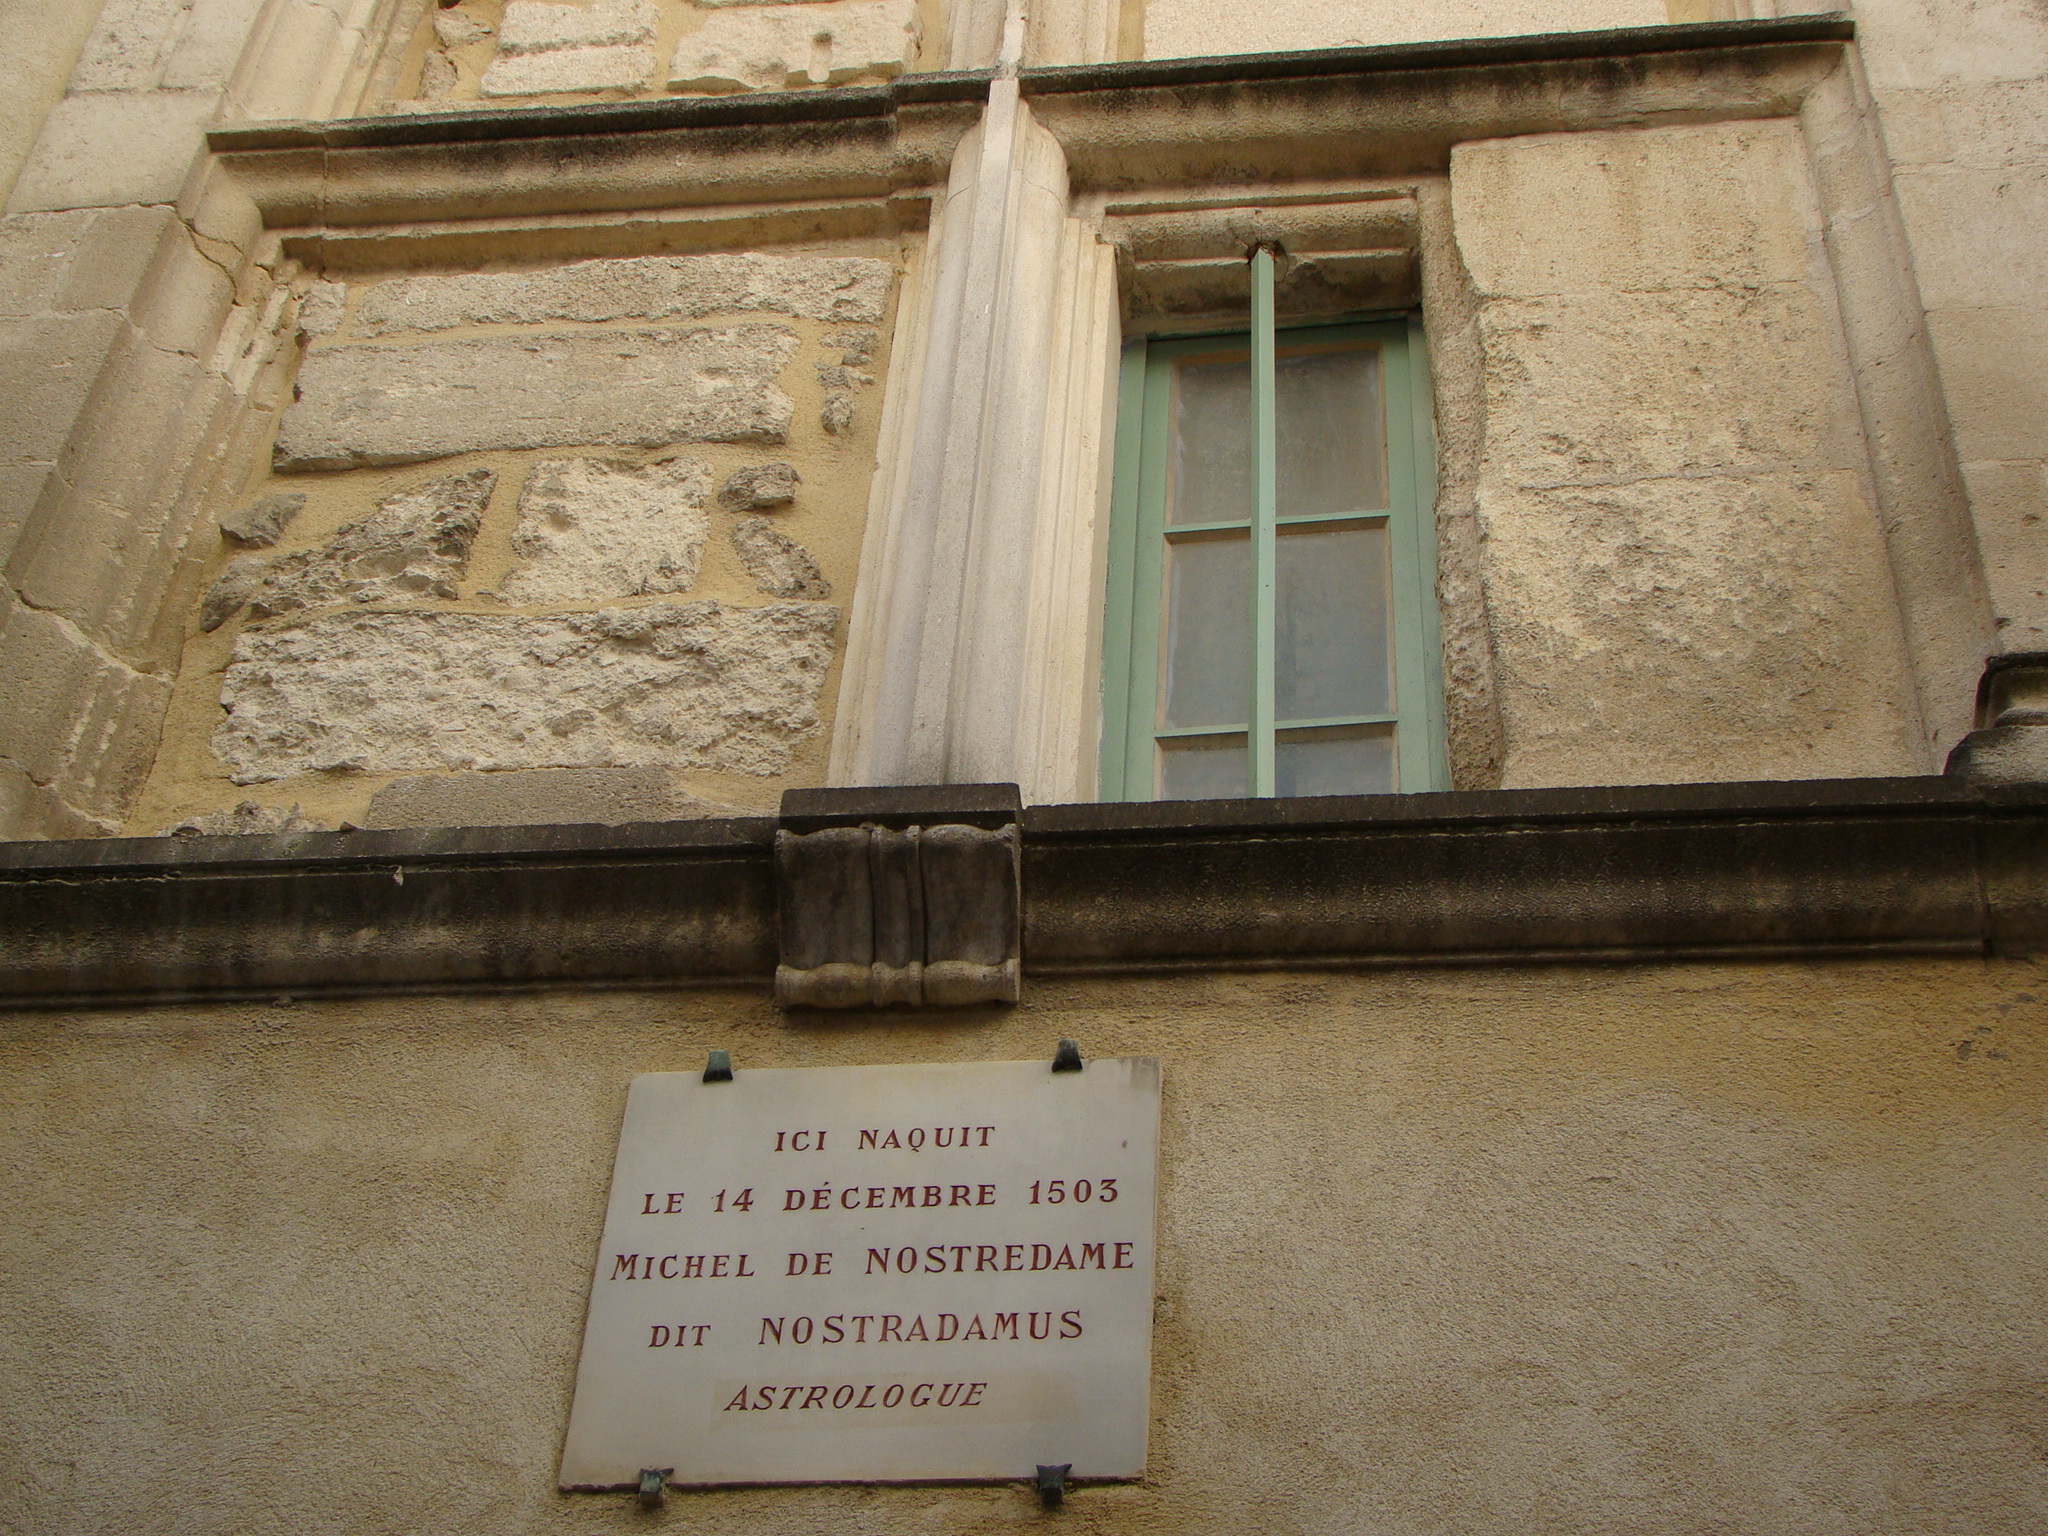 ICI NAQUIT
LE 14 DÉCEMBRE 1503
MICHEL DE NOSTREDAME
DIT NOSTRADAMUS
ASTROLOGUE